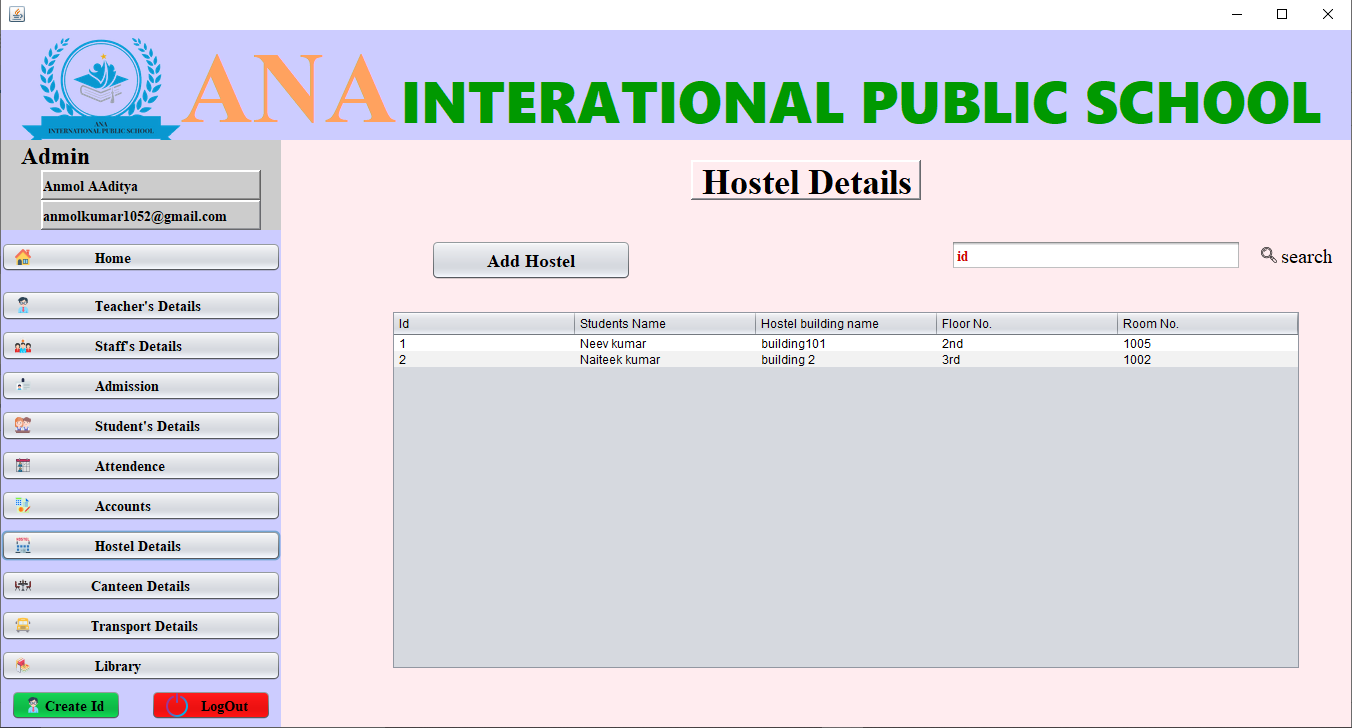 ANA INTERATIONAL PUBLIC SCHOOL
ANA
INTERNATIONAL PUBLIC SCHOOL
Admin
Anmol AAditya
anmolkumar1052@gmail.com
Home
Teacher's Details
Staff's Details
Admission
Student's Details
Attendence
Accounts
Hostel Details
Canteen Details
Transport Details
Library
Create Id
LogOut
Hostel Details
Add Hostel
id
search
Id Students Name Hostel building name Floor No. Room No.
1 Neev kumar building101 2nd 1005
2 Naiteek kumar building 2 3rd 1002